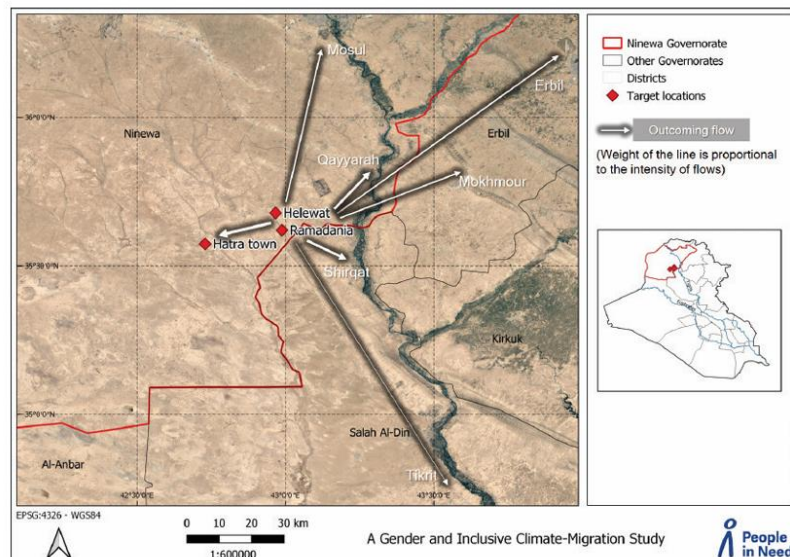 Mosul
Erbil
36°0'0"N
Ninewa
Erbil
Qayyarah
Mokhmour
Helewat
Ramadania
Hatra town
35°30'0"N
Shirqat
Kirkuk
35°0'0"N
Salah Al-Din
Al-Anbar
Tikrit
42°30'0"E
43°0'0"E
43°30'0"E
EPSG:4326 - WGS84
0 10 20 30 km
1:600000
A Gender and Inclusive Climate-Migration Study
People
in Need
Ninewa Governorate
Other Governorates
Districts
Target locations
Outcoming flow
(Weight of the line is proportional
to the intensity of flows)